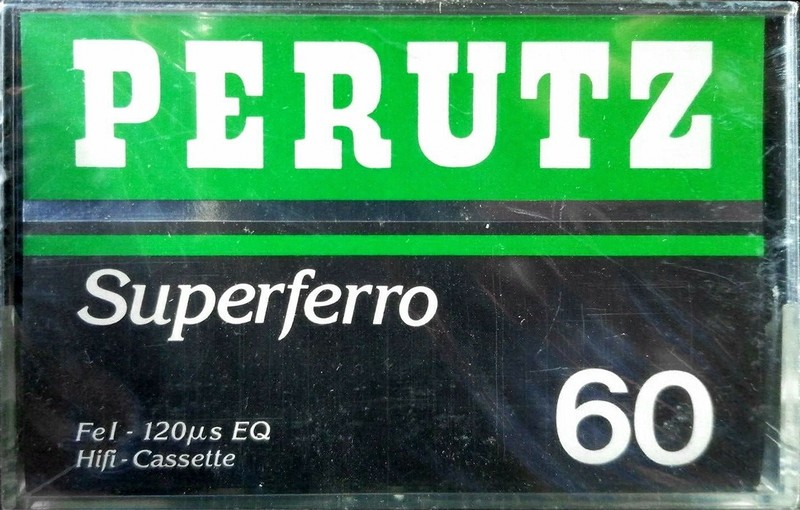 PERUTZ
Superferro
60
FeI - 120µs EQ
Hifi - Cassette